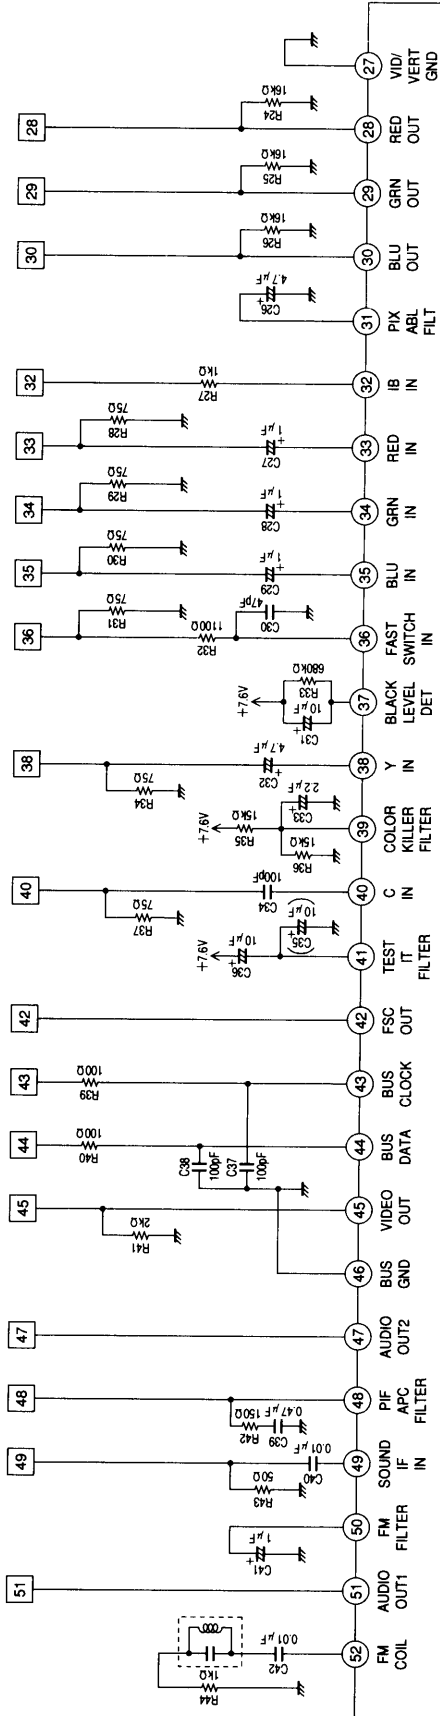 27
VID/
VERT
GND
28
R24
16kΩ
28
RED
OUT
29
R25
16kΩ
29
GRN
OUT
30
R26
16kΩ
30
BLU
OUT
C26
4.7μF
+
31
PIX
ABL
FILT
32
R27
1kΩ
32
IB
IN
33
R28
75Ω
C27
1μF
+
33
RED
IN
34
R29
75Ω
C28
1μF
+
34
GRN
IN
35
R30
75Ω
C29
1μF
+
35
BLU
IN
36
R31
75Ω
R32
1100Ω
C30
47pF
36
FAST
SWITCH
IN
+7.6V
R33
680kΩ
C31
10μF
+
37
BLACK
LEVEL
DET
38
R34
75Ω
C32
4.7μF
+
38
Y
IN
+7.6V
R35
15kΩ
C33
2.2μF
+
R36
15kΩ
39
COLOR
KILLER
FILTER
40
R37
75Ω
C34
100pF
40
C
IN
+7.6V
C36
10μF
+
(C35
10μF)
+
41
TEST
IT
FILTER
42
42
FSC
OUT
43
R39
100Ω
43
BUS
CLOCK
44
R40
100Ω
C38
100pF
C37
100pF
44
BUS
DATA
45
R41
2kΩ
45
VIDEO
OUT
46
BUS
GND
47
47
AUDIO
OUT2
48
R42
150Ω
C39
0.47μF
48
PIF
APC
FILTER
49
R43
50Ω
C40
0.01μF
49
SOUND
IF
IN
C41
1μF
+
50
FM
FILTER
51
51
AUDIO
OUT1
R44
1kΩ
C42
0.01μF
52
FM
COIL